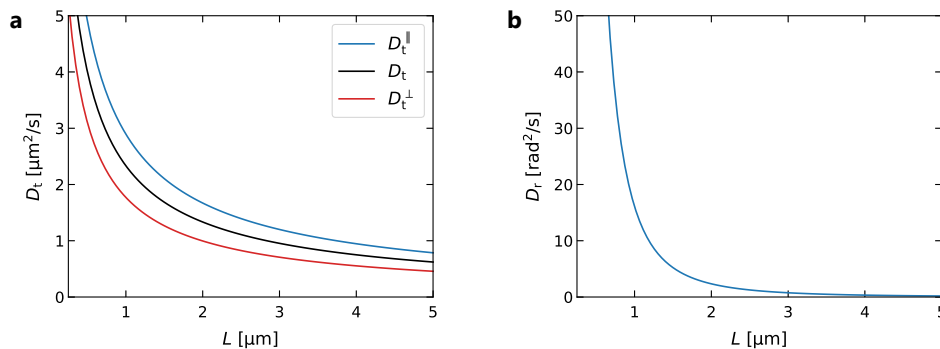 a
5
4
3
2
1
0
D_t [μm²/s]
D_t^∥
D_t
D_t^⊥
1 2 3 4 5
L [μm]
b
50
40
30
20
10
0
D_r [rad²/s]
1 2 3 4 5
L [μm]